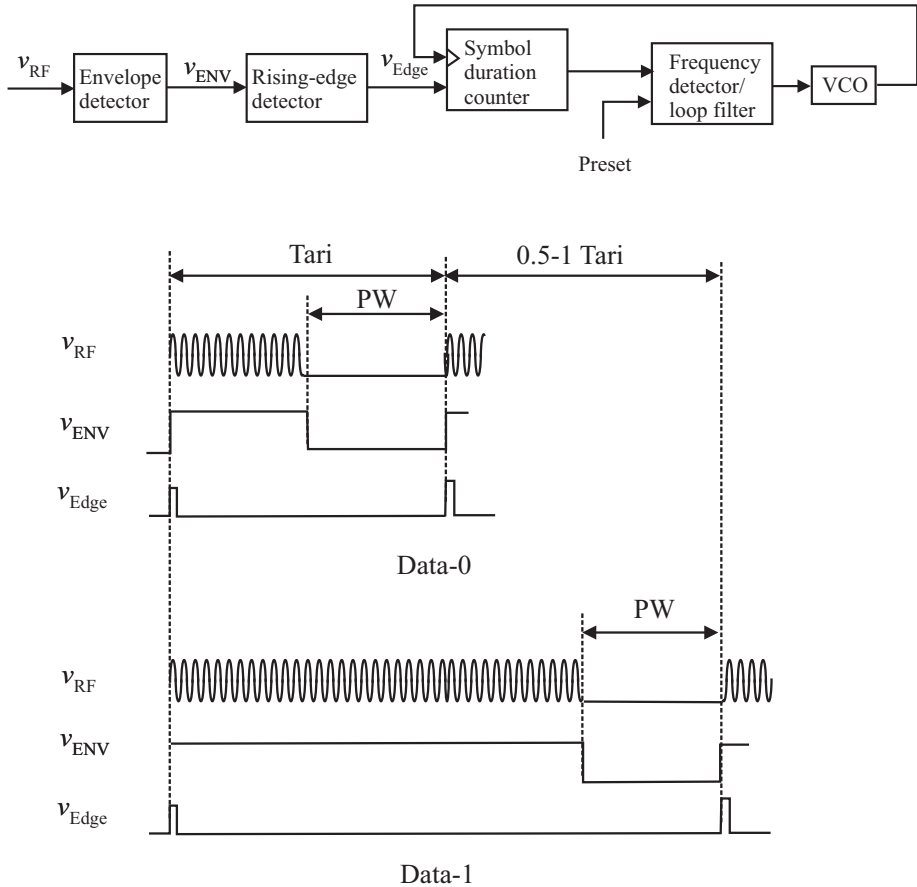 v_RF
Envelope
detector
v_ENV
Rising-edge
detector
v_Edge
Symbol
duration
counter
Frequency
detector/
loop filter
VCO
Preset
Tari
0.5-1 Tari
PW
v_RF
v_ENV
v_Edge
Data-0
PW
v_RF
v_ENV
v_Edge
Data-1